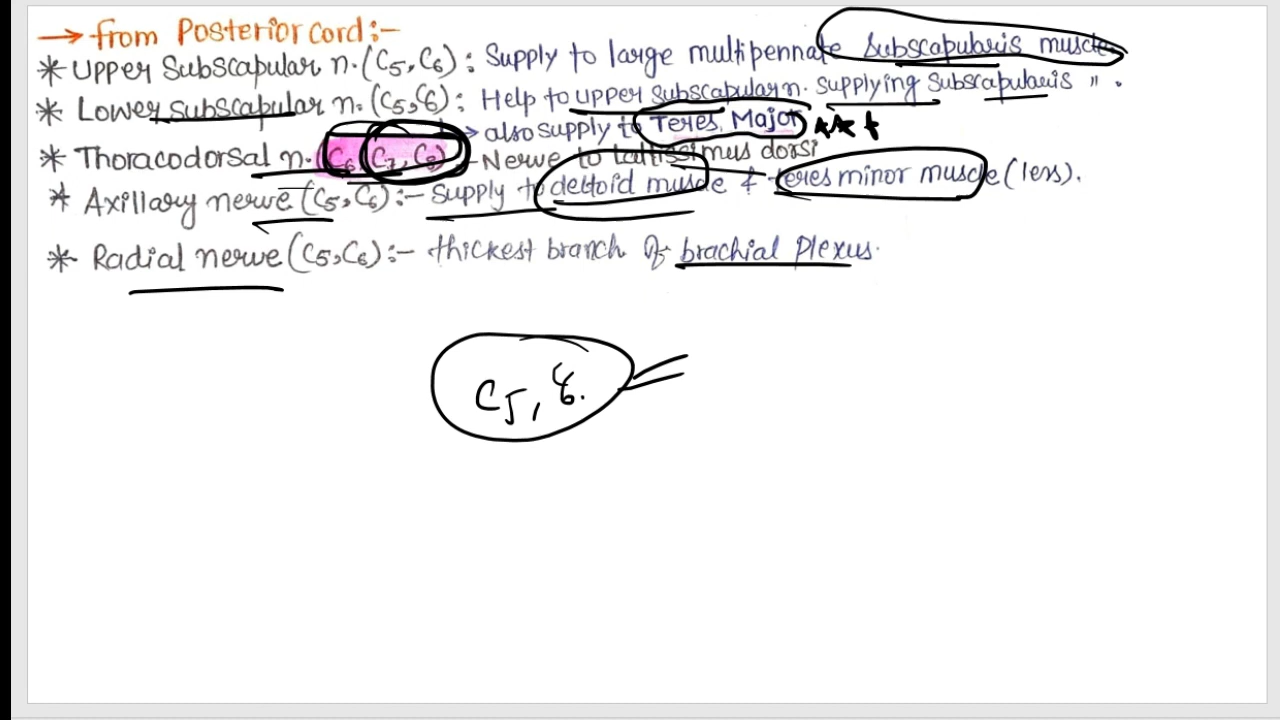 → from Posterior cord:-
* Upper Subscapular n. (C5, C6) : Supply to large multipennate Subscapularis muscle
* Lower subscapular n. (C5, C6) : Help to upper subscapular n. supplying Subscapularis " .
> also supply to Teres Major
* Thoracodorsal n. (C6, C7, C8) - Nerve to latissimus dorsi
* Axillary nerve (C5, C6) :- Supply to deltoid muscle & teres minor muscle (less).
* Radial nerve (C5, C6) :- thickest branch of brachial plexus.
C5, 6.